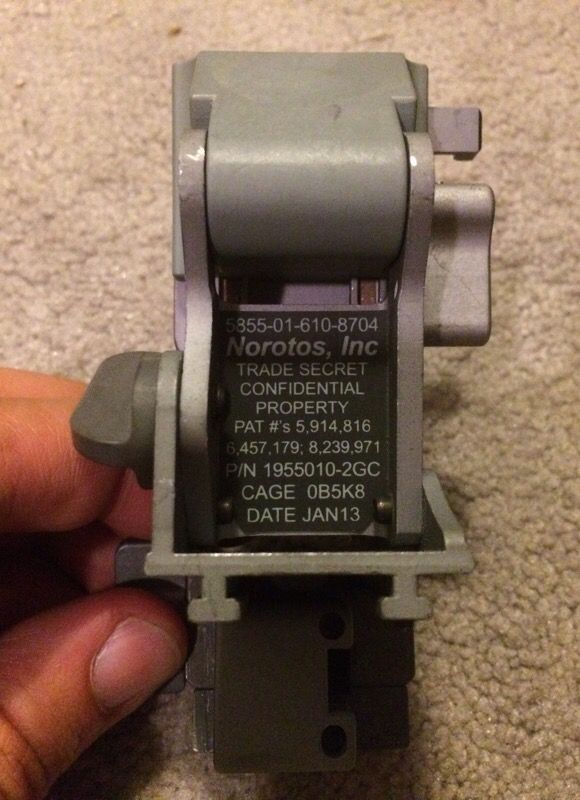 5855-01-610-8704
Norotos, Inc
TRADE SECRET
CONFIDENTIAL
PROPERTY
PAT #'s 5,914,816
6,457,179; 8,239,971
P/N 1955010-2GC
CAGE 0B5K8
DATE JAN13